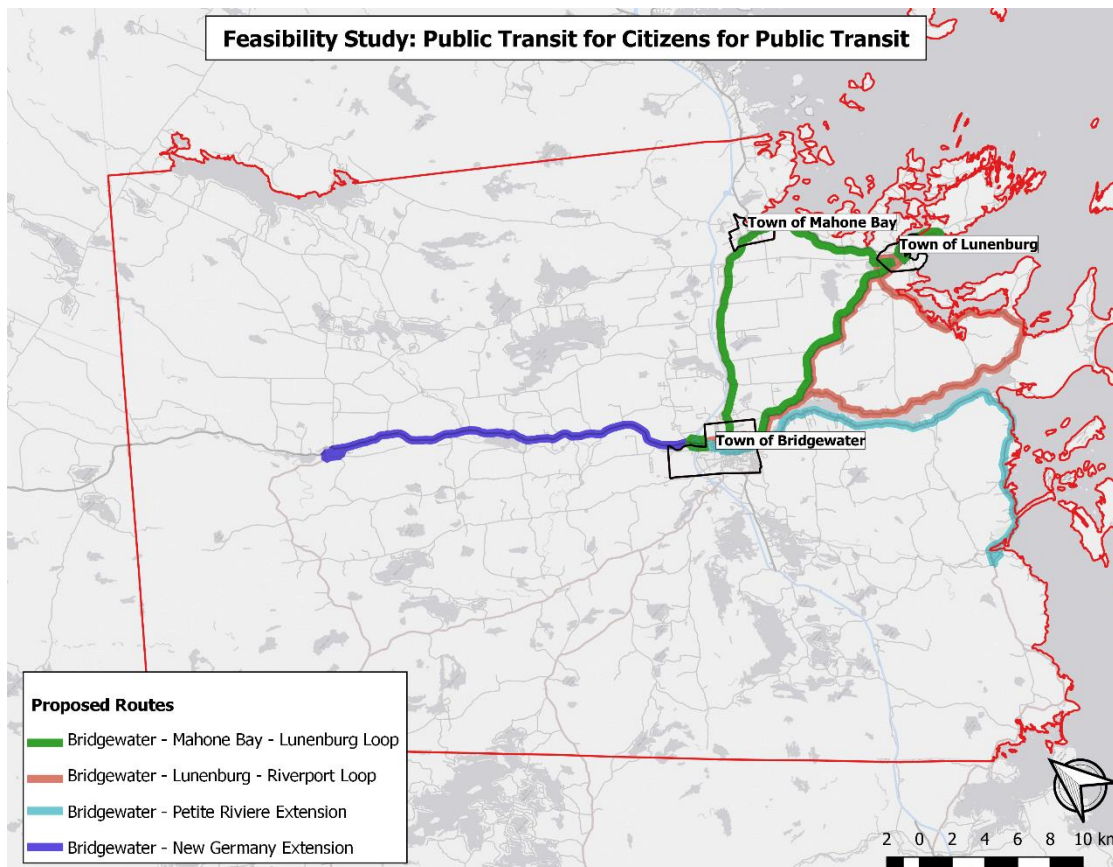 Feasibility Study: Public Transit for Citizens for Public Transit
Town of Mahone Bay
Town of Lunenburg
Town of Bridgewater
Proposed Routes
Bridgewater - Mahone Bay - Lunenburg Loop
Bridgewater - Lunenburg - Riverport Loop
Bridgewater - Petite Riviere Extension
Bridgewater - New Germany Extension
2 0 2 4 6 8 10 km